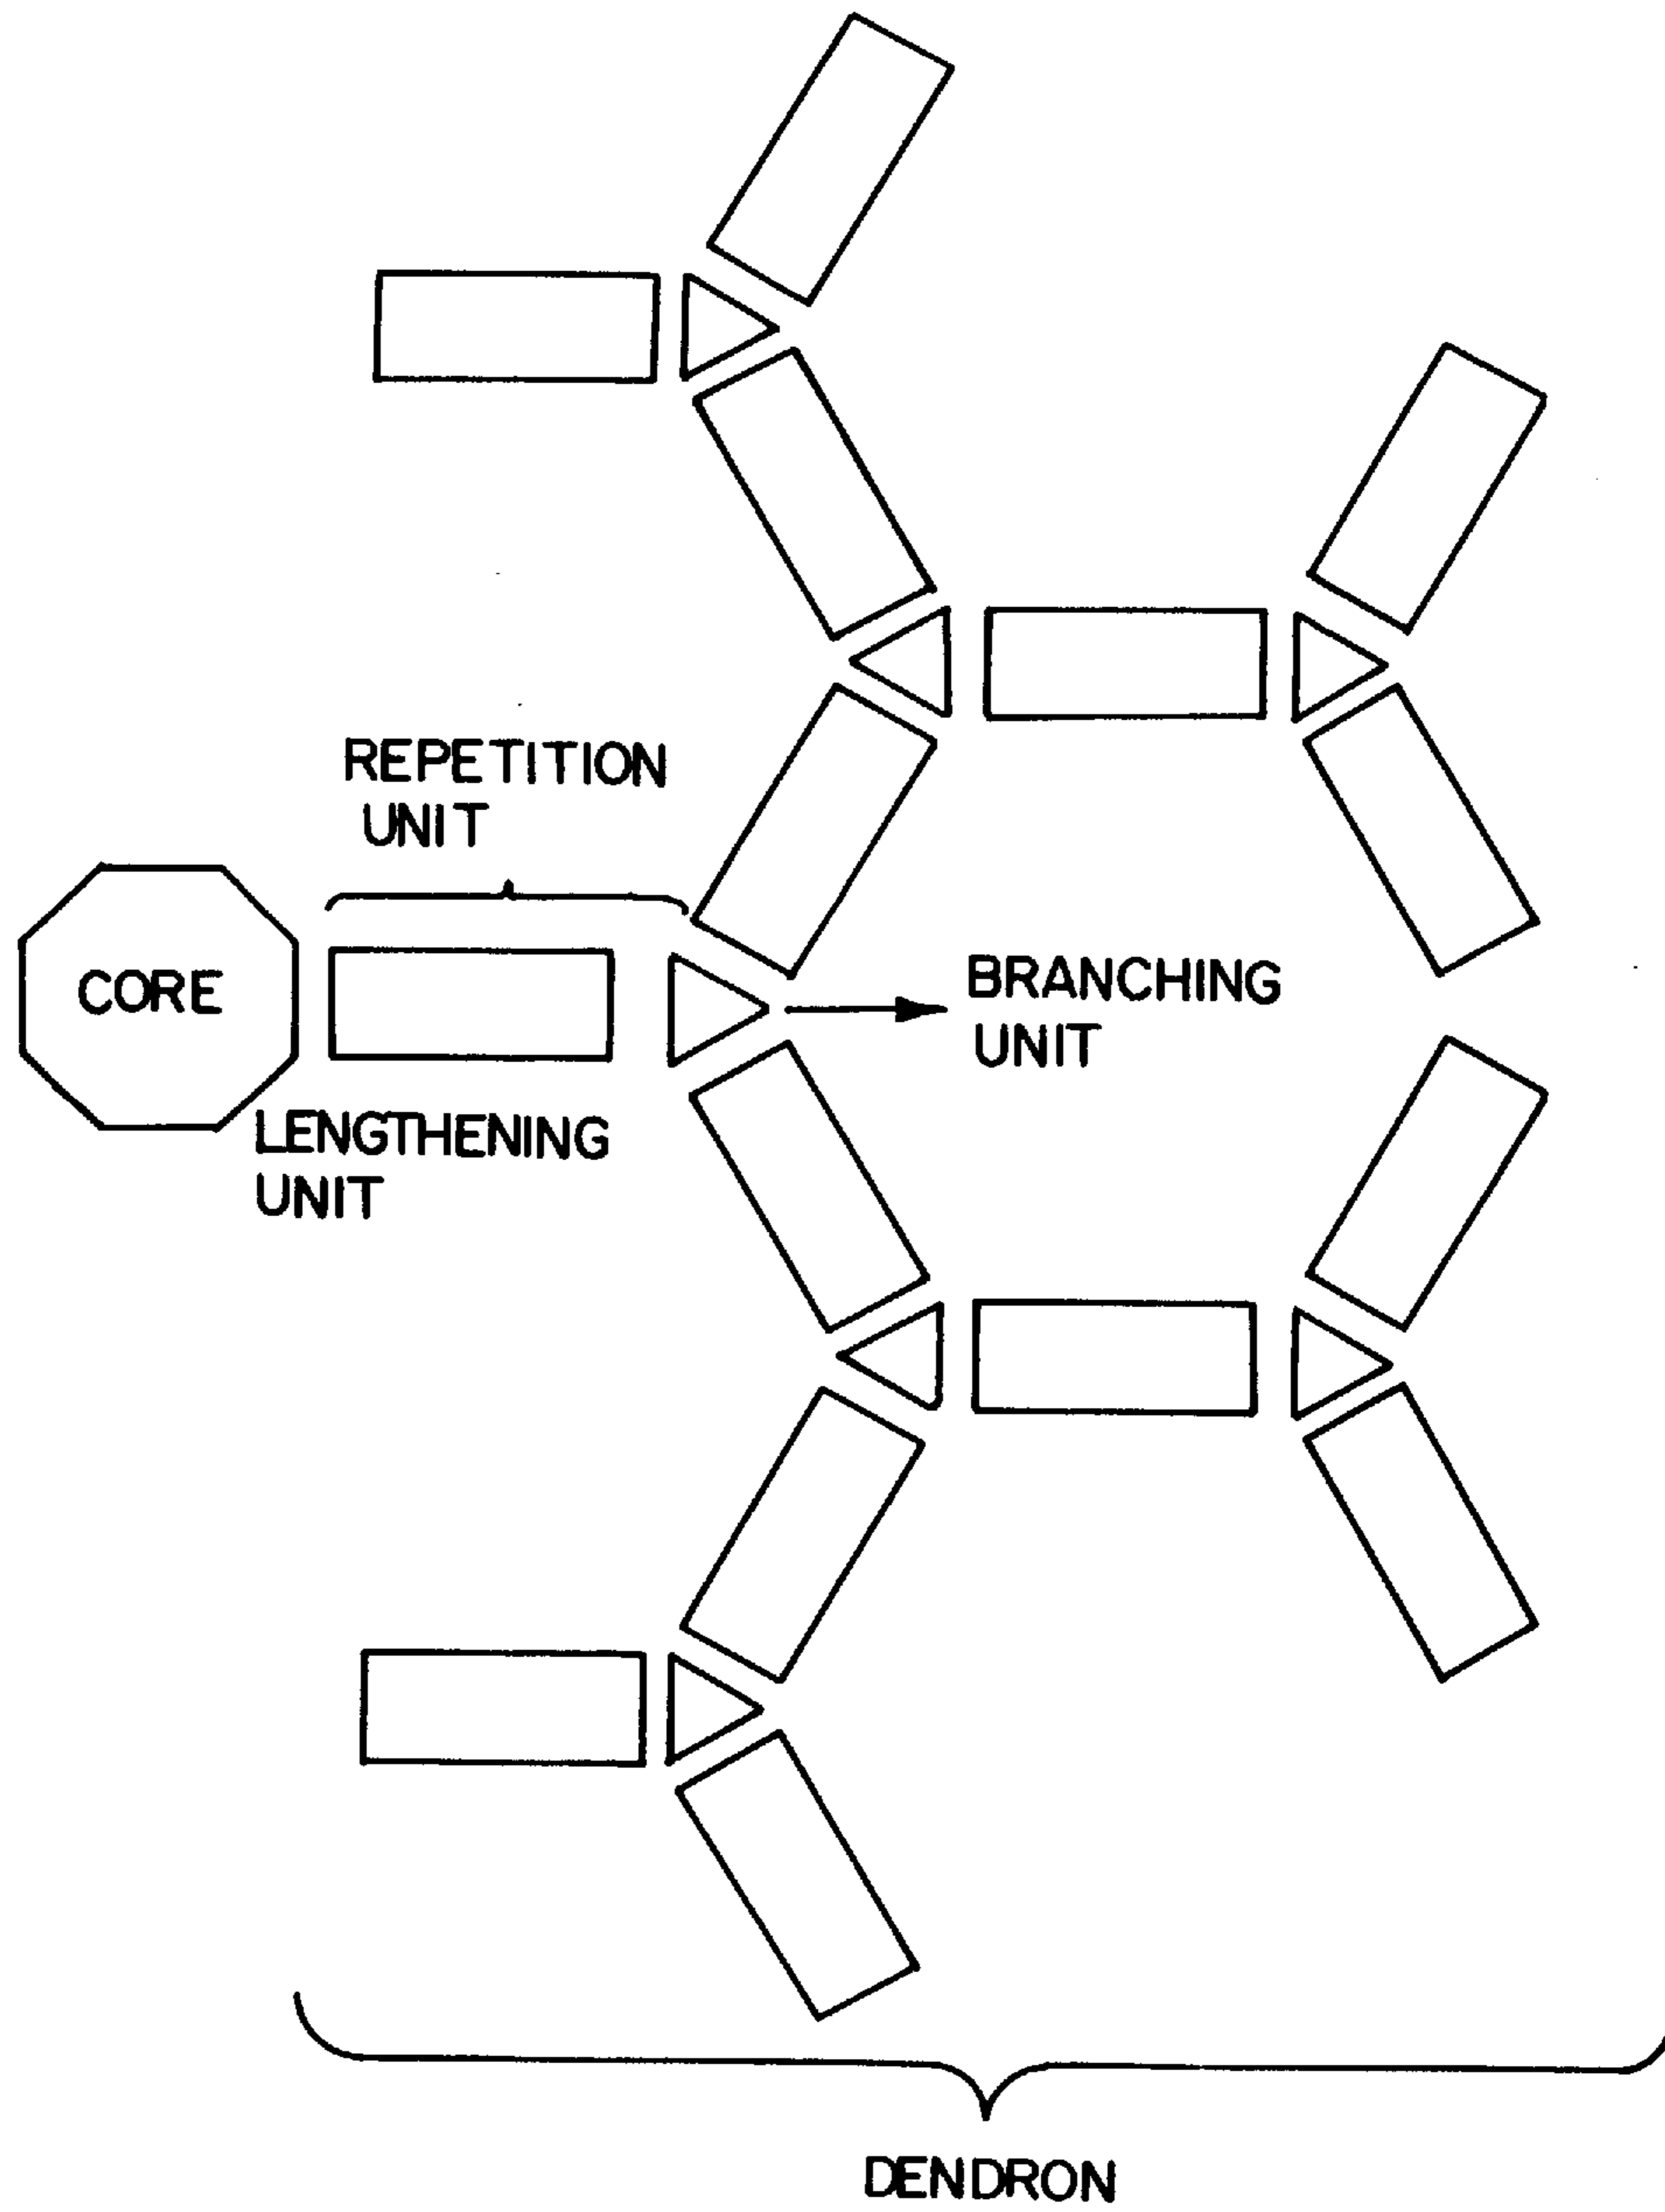 REPETITION
UNIT
CORE
BRANCHING
UNIT
LENGTHENING
UNIT
DENDRON